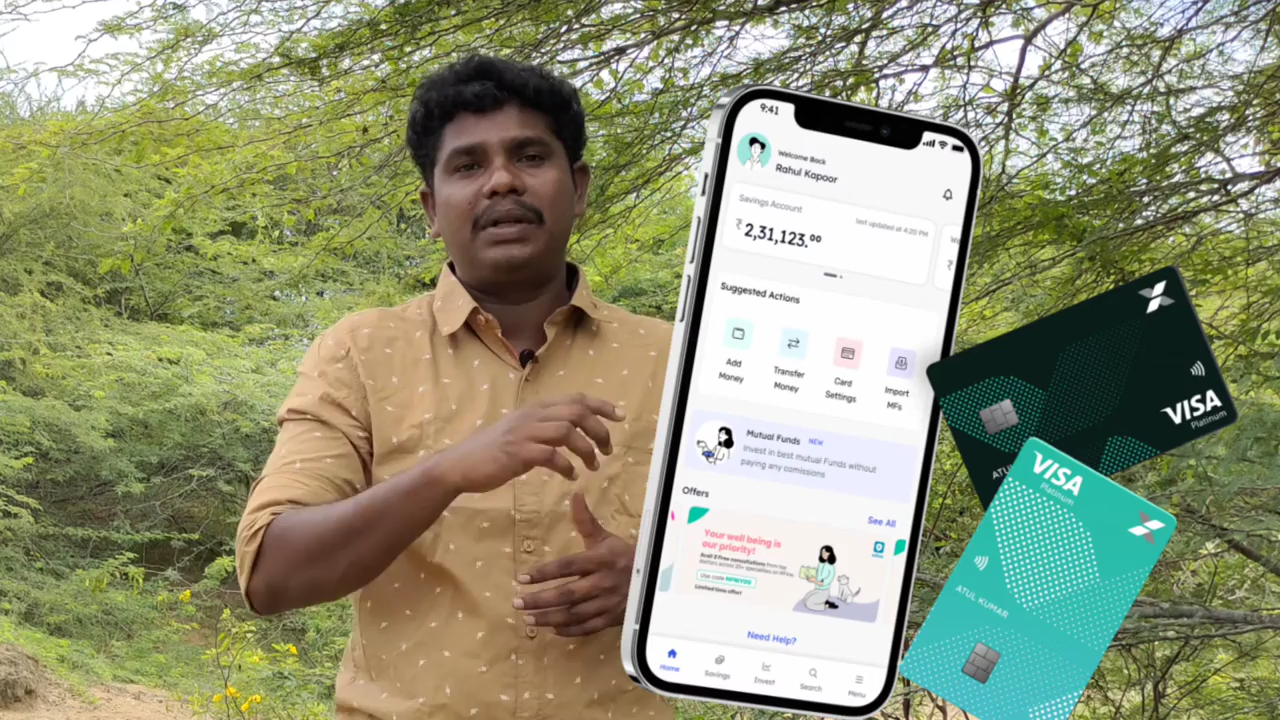 9:41
Welcome Back
Rahul Kapoor
Savings Account
last updated at 4:20 PM
₹ 2,31,123.00
₹
Suggested Actions
Add
Money
Transfer
Money
Card
Settings
Import
MFs
Mutual Funds NEW
Invest in best mutual Funds without
paying any comissions
Offers
See All
Your well being is
our priority!
Limited time offer!
Need Help?
Home
Savings
Invest
Search
Menu
VISA
Platinum
VISA
Platinum
ATUL KUMAR